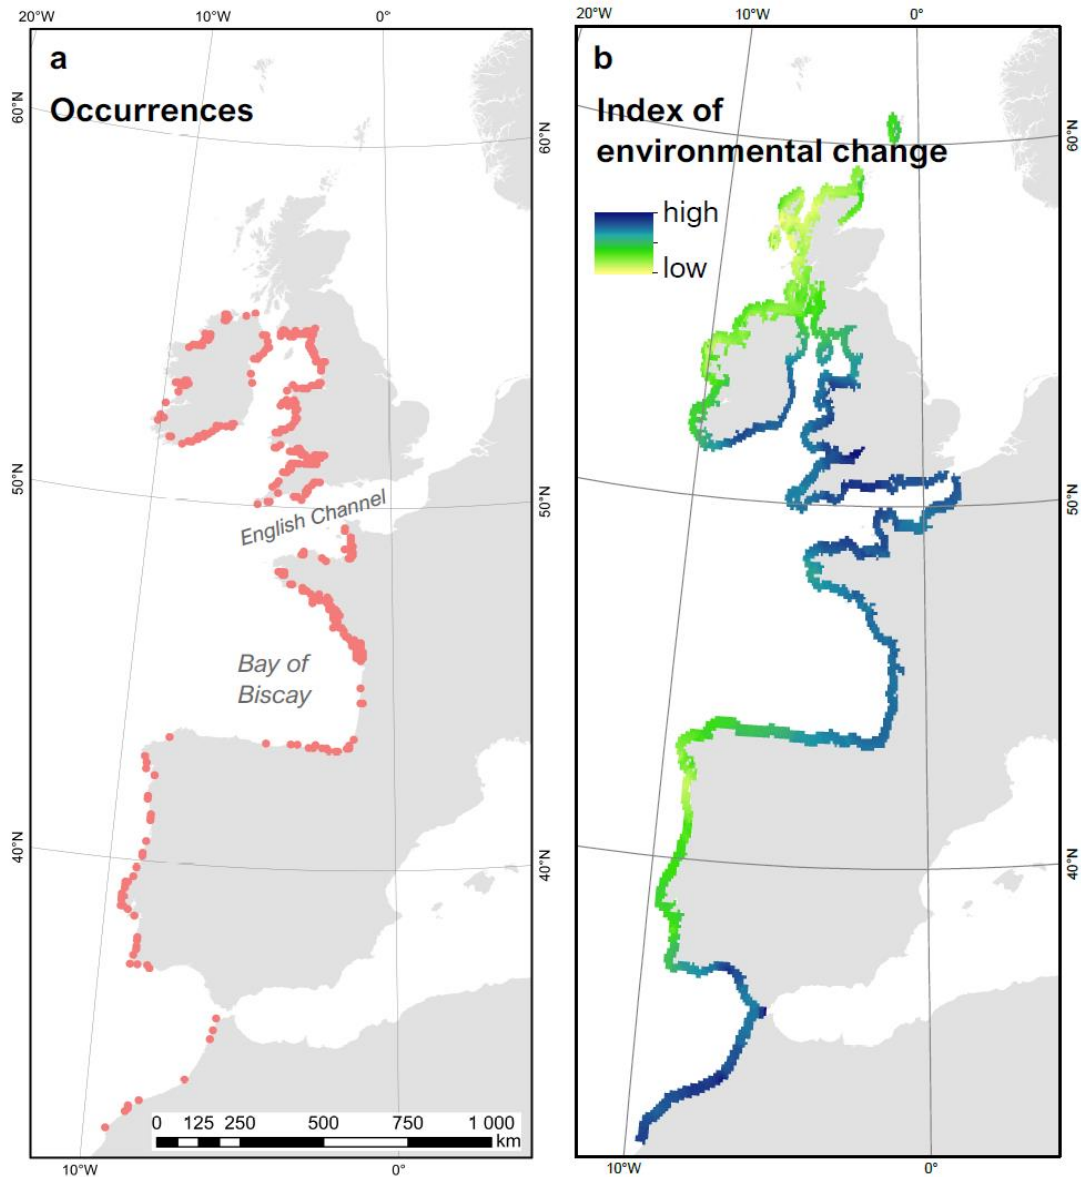 20°W 10°W 0°
a
Occurrences
60°N
60°N
50°N
50°N
English Channel
Bay of
Biscay
40°N
40°N
0 125 250 500 750 1 000
km
10°W 0°
20°W 10°W 0°
b
Index of
environmental change
high
low
60°N
50°N
40°N
10°W 0°